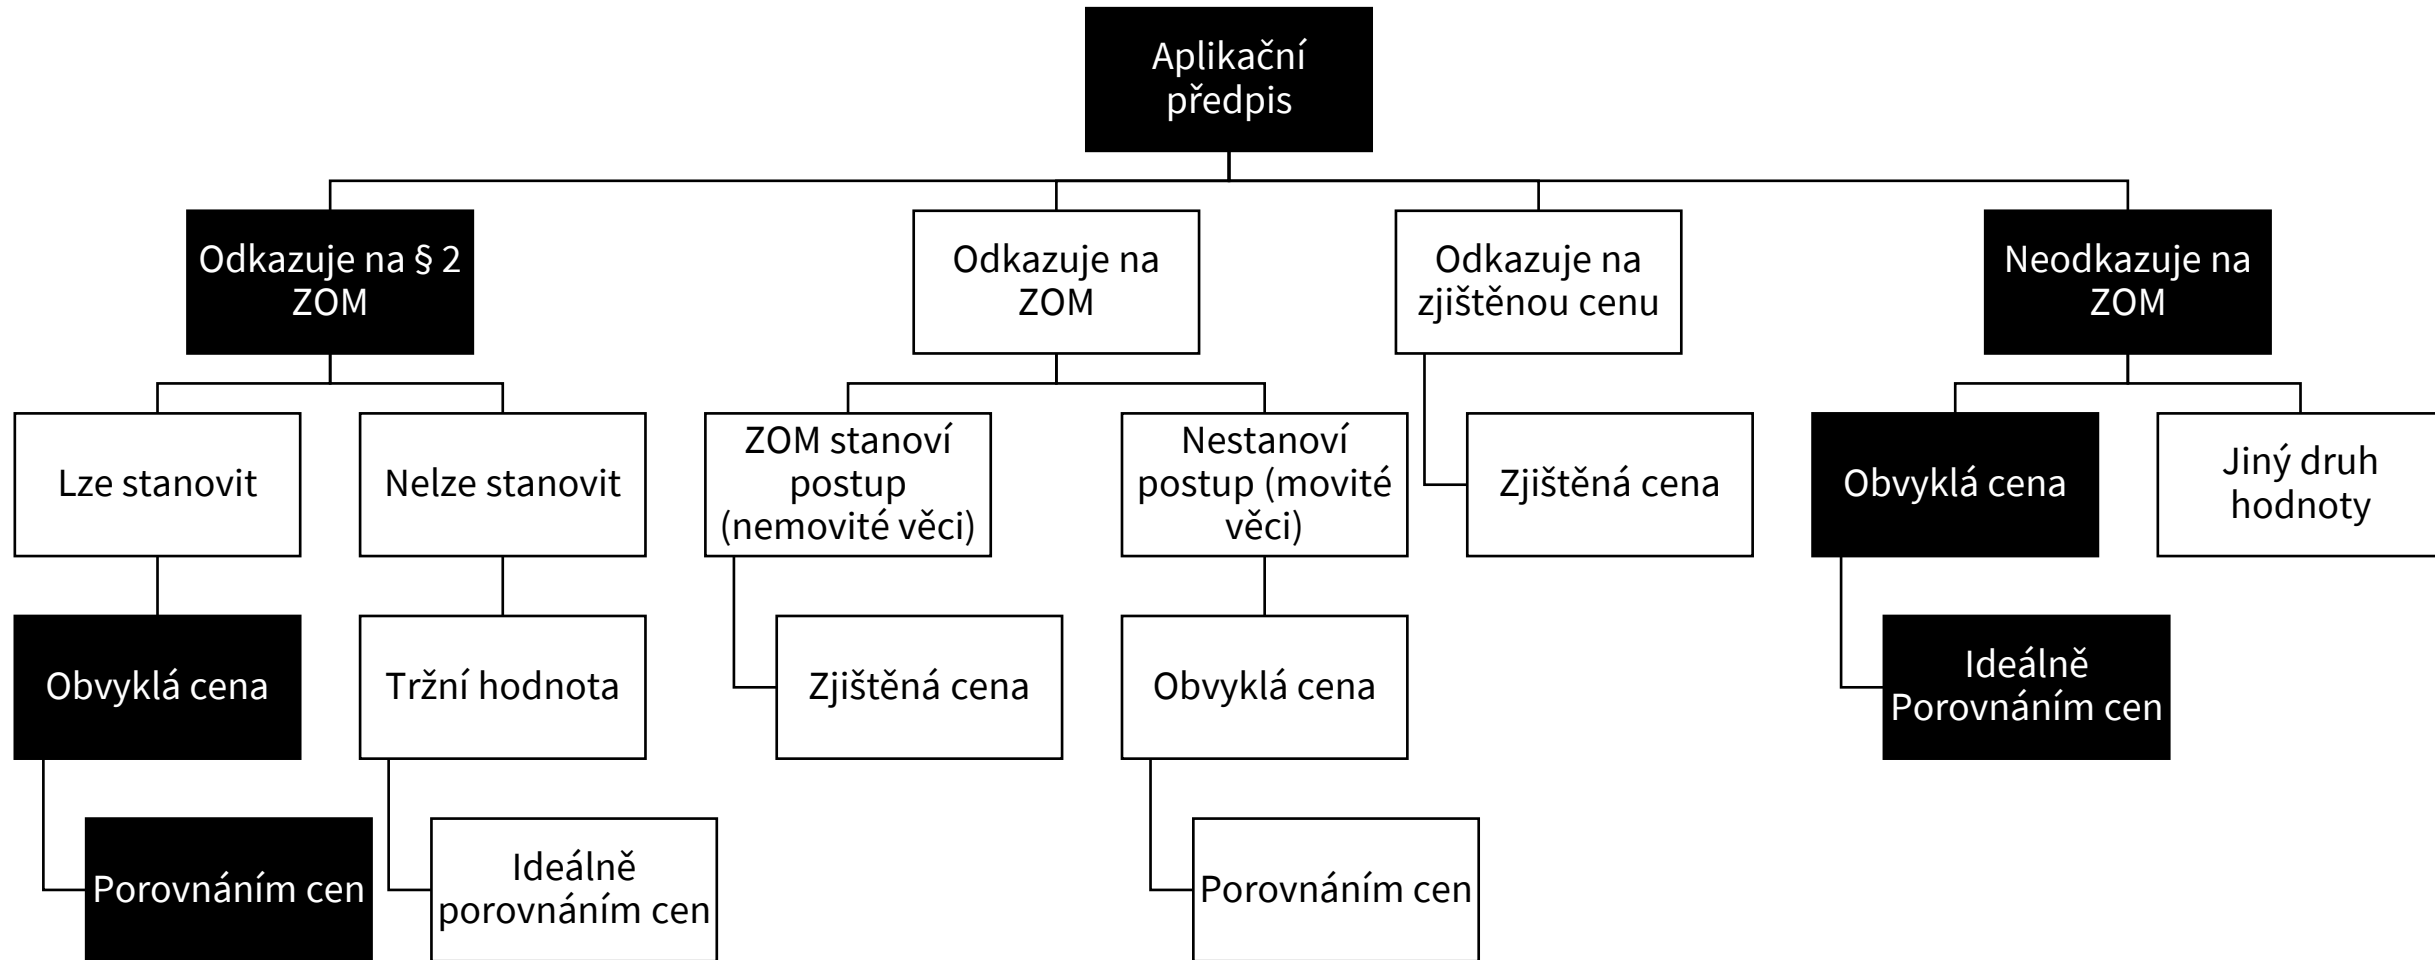 Aplikační
předpis
Odkazuje na § 2
ZOM
Odkazuje na
ZOM
Odkazuje na
zjištěnou cenu
Neodkazuje na
ZOM
Lze stanovit
Nelze stanovit
ZOM stanoví
postup
(nemovité věci)
Nestanoví
postup (movité
věci)
Zjištěná cena
Obvyklá cena
Jiný druh
hodnoty
Obvyklá cena
Tržní hodnota
Zjištěná cena
Obvyklá cena
Ideálně
Porovnáním cen
Porovnáním cen
Ideálně
porovnáním cen
Porovnáním cen